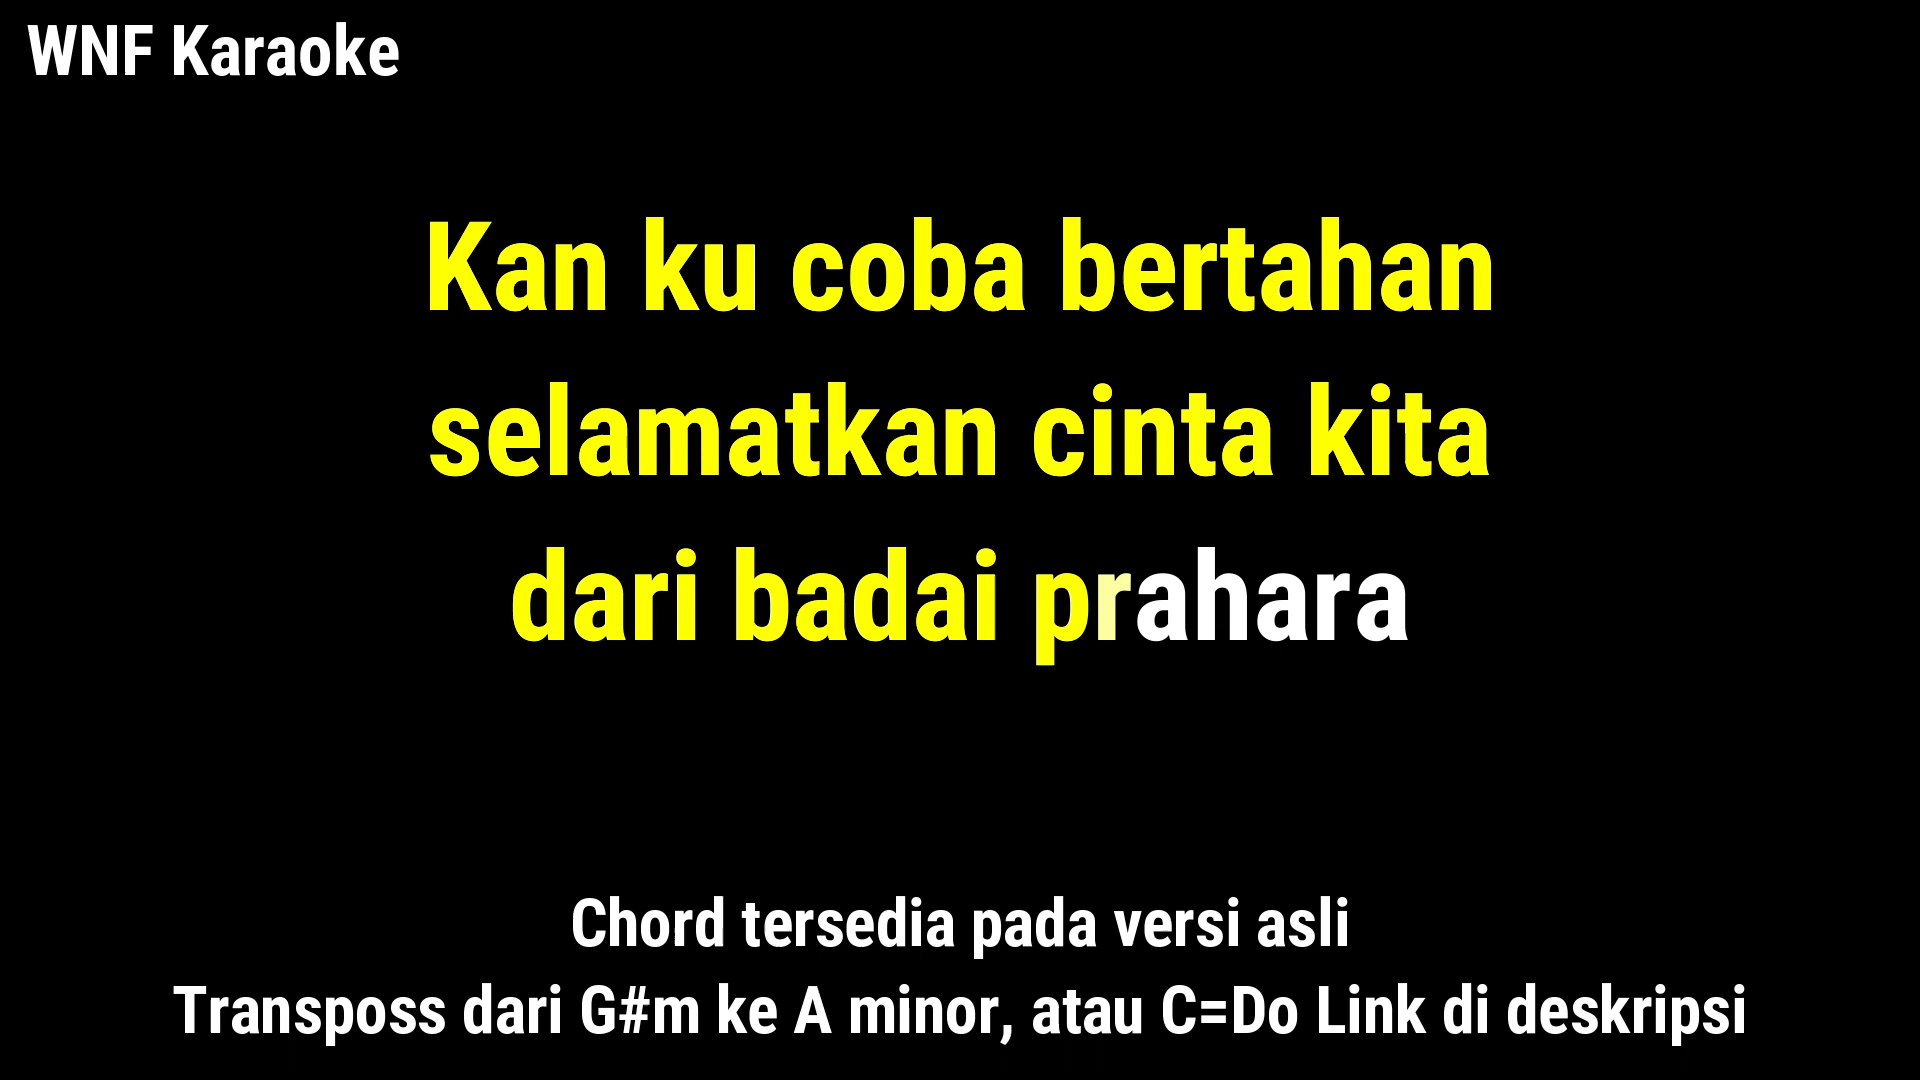 WNF Karaoke
Kan ku coba bertahan
selamatkan cinta kita
dari badai prahara
Chord tersedia pada versi asli
Transposs dari G#m ke A minor, atau C=Do Link di deskripsi